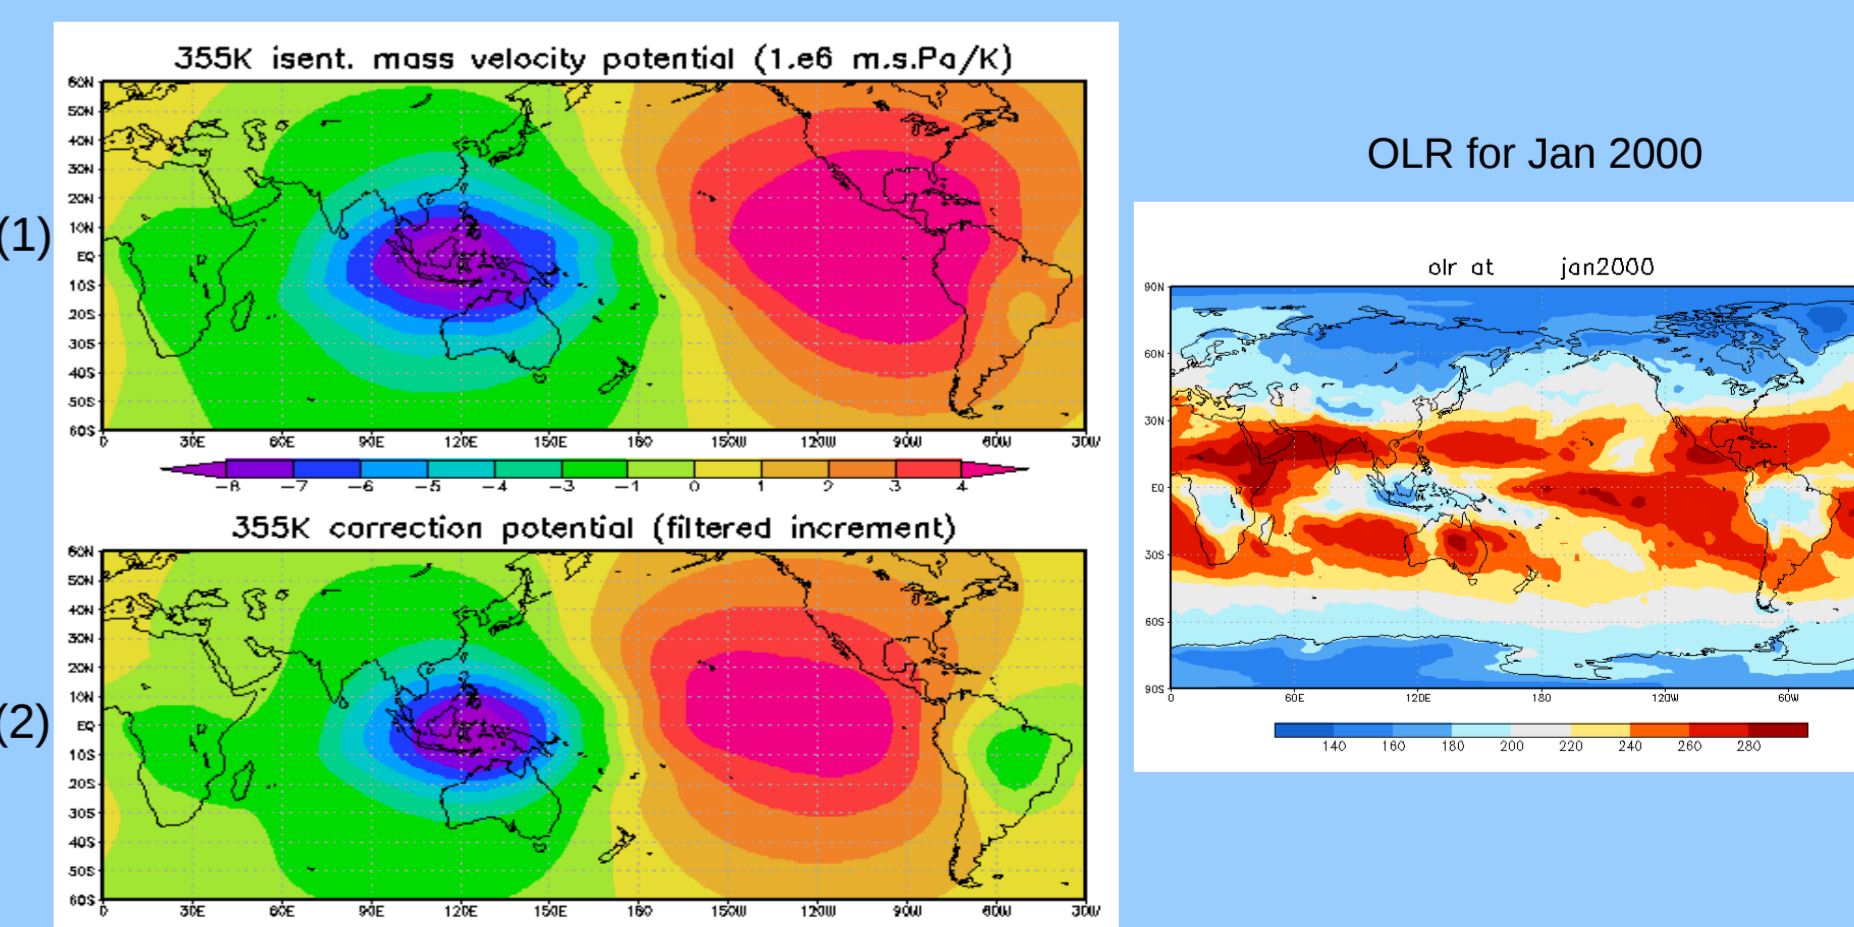 355K isent. mass velocity potential (1.e6 m.s.Pa/K)
60N
50N
40N
30N
20N
10N
EQ
10S
20S
30S
40S
50S
60S
0 30E 60E 90E 120E 150E 180 150W 120W 90W 60W 30W
(1)
-8 -7 -6 -5 -4 -3 -1 0 1 2 3 4
355K correction potential (filtered increment)
60N
50N
40N
30N
20N
10N
EQ
10S
20S
30S
40S
50S
60S
0 30E 60E 90E 120E 150E 180 150W 120W 90W 60W 30W
(2)
OLR for Jan 2000
olr at jan2000
90N
60N
30N
EQ
30S
60S
90S
0 60E 120E 180 120W 60W
140 160 180 200 220 240 260 280